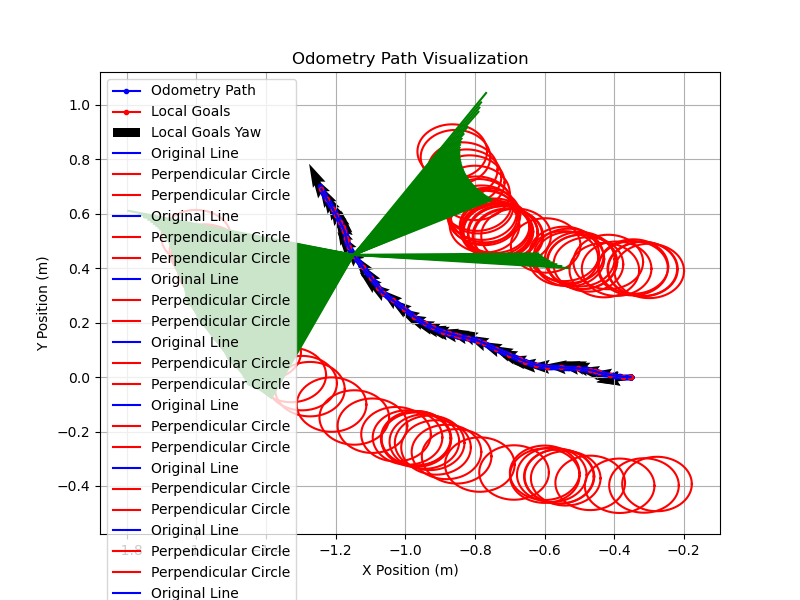 Odometry Path Visualization
Odometry Path
Local Goals
Local Goals Yaw
Original Line
Perpendicular Circle
Perpendicular Circle
Original Line
Perpendicular Circle
Perpendicular Circle
Original Line
Perpendicular Circle
Perpendicular Circle
Original Line
Perpendicular Circle
Perpendicular Circle
Original Line
Perpendicular Circle
Perpendicular Circle
Original Line
Perpendicular Circle
Perpendicular Circle
Original Line
Perpendicular Circle
Perpendicular Circle
Original Line
Y Position (m)
1.0
0.8
0.6
0.4
0.2
0.0
−0.2
−0.4
−1.2
−1.0
−0.8
−0.6
−0.4
−0.2
X Position (m)